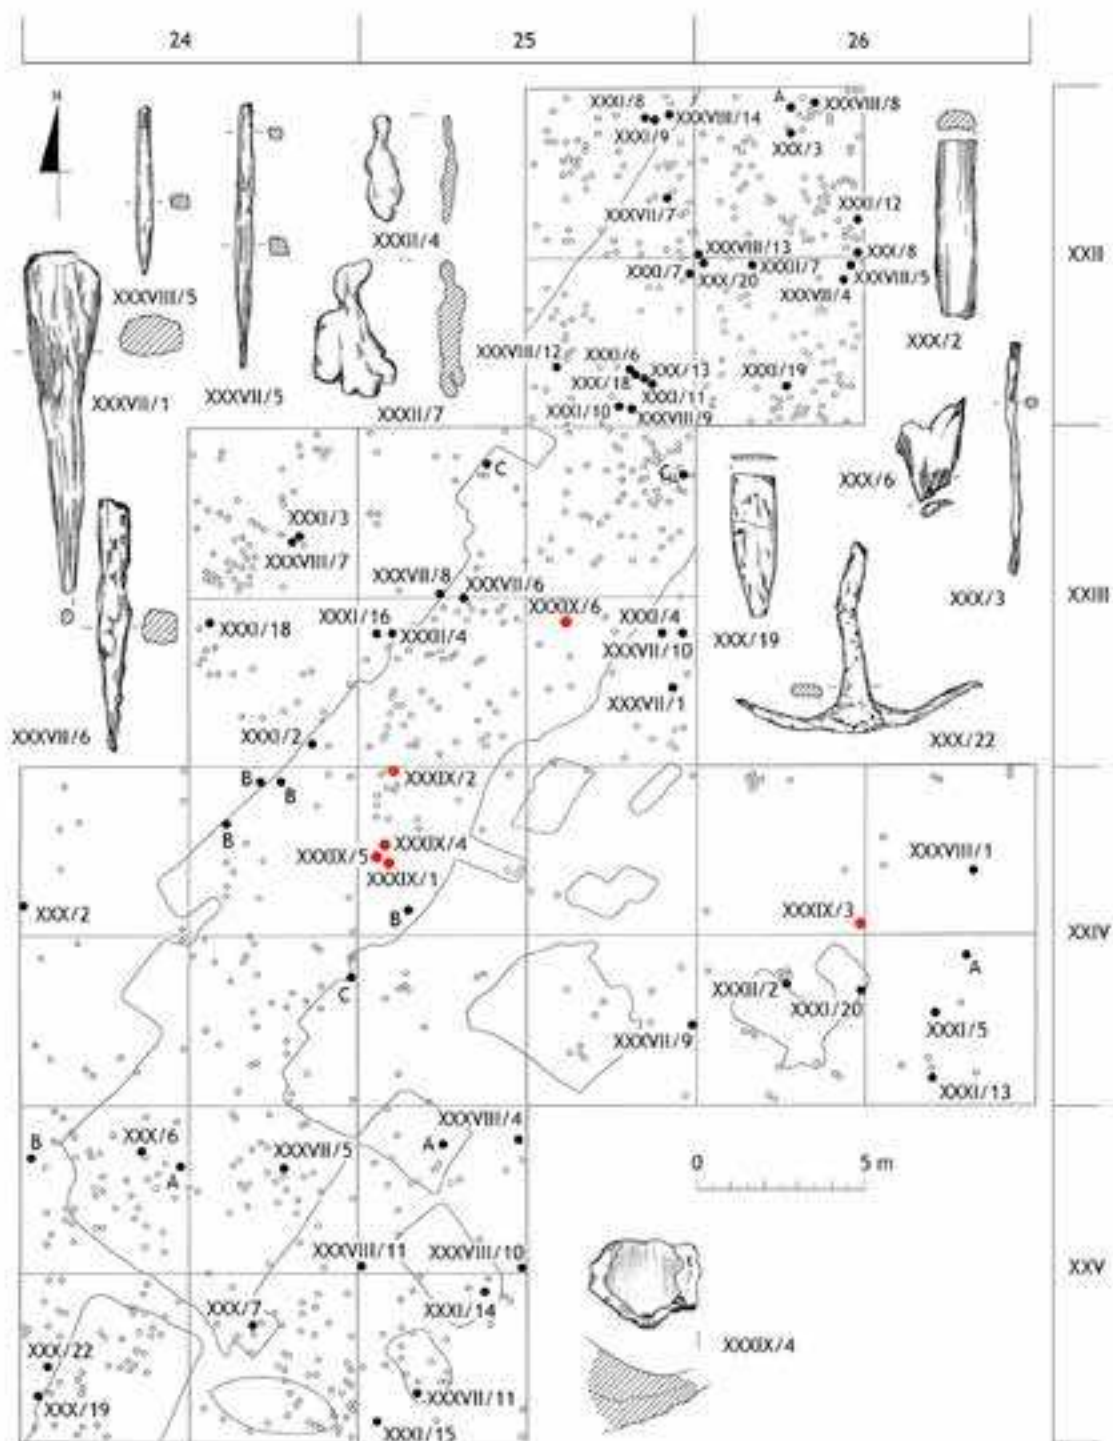 24 25 26
N
XXXI/8 A XXXVIII/8
XXXVIII/14
XXXI/9 XXX/3
XXXII/4 XXXVII/7 XXXI/12
XXXVIII/13 XXX/8 XXII
XXXVIII/5 XXXI/7 XXX/20 XXXII/7 XXXVIII/5
XXXVII/4
XXX/2
XXXVIII/12 XXXI/6
XXX/13 XXXI/19
XXXVII/1 XXXVII/5 XXX/18
XXXII/7 XXXI/11
XXXI/10 XXXVIII/9
C C XXX/6
XXXI/3
XXXVIII/7
XXXVII/8 XXXVII/6 XXX/3 XXIII
XXXI/16 XXXIX/6 XXXI/4
XXXI/18 XXXII/4 XXX/19
XXXVII/10
XXXVII/1
XXXVII/6 XXXI/2 XXX/22
B B XXXIX/2
B XXXIX/4
XXXIX/5 XXXVIII/1
XXXIX/1
XXX/2 B XXXIX/3
XXIV
A
C XXXII/2
XXXI/20
XXXI/5
XXXVII/9
XXXI/13
XXXVIII/4
B XXX/6 A
XXXVII/5 0 5 m
A
XXXVIII/11 XXXVIII/10
XXV
XXX/7 XXXI/14
XXX/22 XXXIX/4
XXX/19 XXXVII/11
XXXI/15